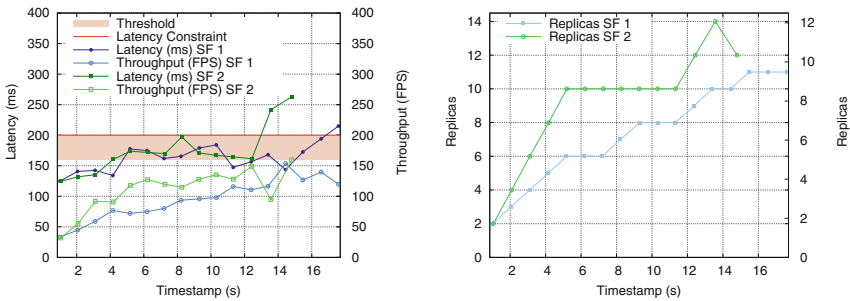 400
350
300
250
200
150
100
50
0
Latency (ms)
Threshold
Latency Constraint
Latency (ms) SF 1
Throughput (FPS) SF 1
Latency (ms) SF 2
Throughput (FPS) SF 2
400
350
300
250
200
150
100
50
0
Throughput (FPS)
2 4 6 8 10 12 14 16
Timestamp (s)
14
12
10
8
6
4
2
0
Replicas
Replicas SF 1
Replicas SF 2
12
10
8
6
4
2
0
Replicas
2 4 6 8 10 12 14 16
Timestamp (s)